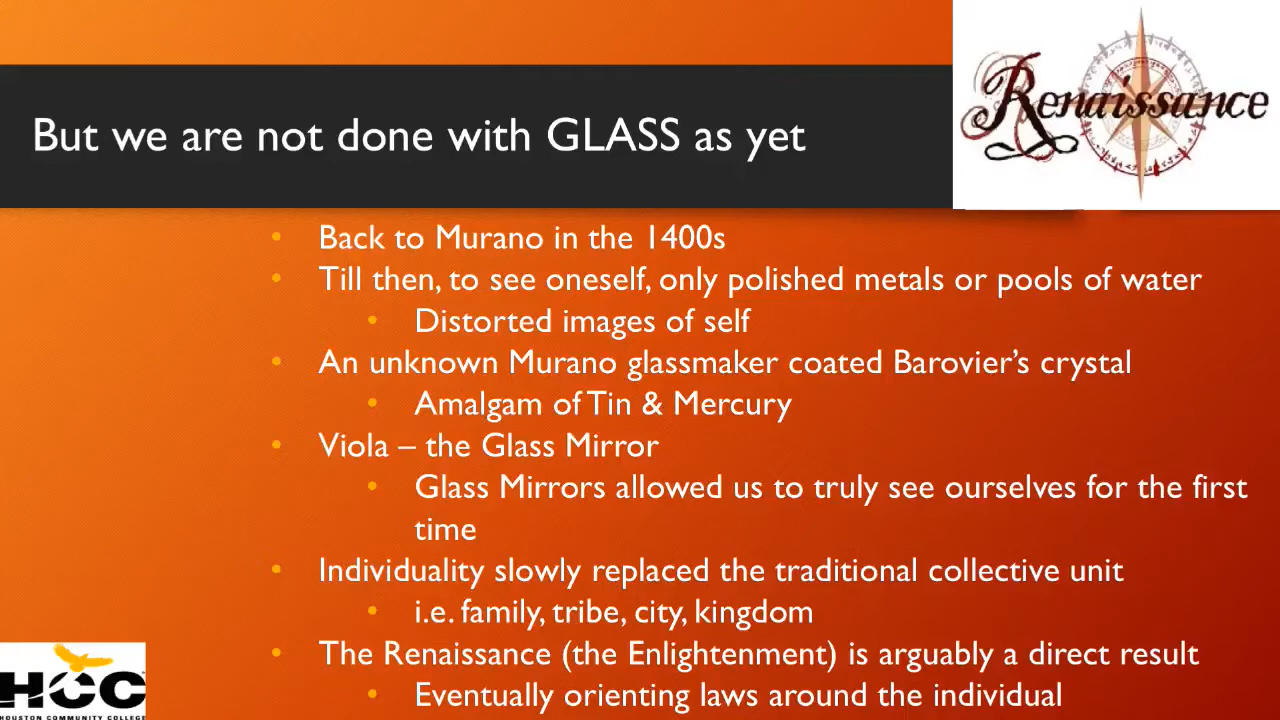 Renaissance
But we are not done with GLASS as yet
• Back to Murano in the 1400s
• Till then, to see oneself, only polished metals or pools of water
• Distorted images of self
• An unknown Murano glassmaker coated Barovier’s crystal
• Amalgam of Tin & Mercury
• Viola – the Glass Mirror
• Glass Mirrors allowed us to truly see ourselves for the first
time
• Individuality slowly replaced the traditional collective unit
• i.e. family, tribe, city, kingdom
• The Renaissance (the Enlightenment) is arguably a direct result
• Eventually orienting laws around the individual
HCC
HOUSTON COMMUNITY COLLEGE